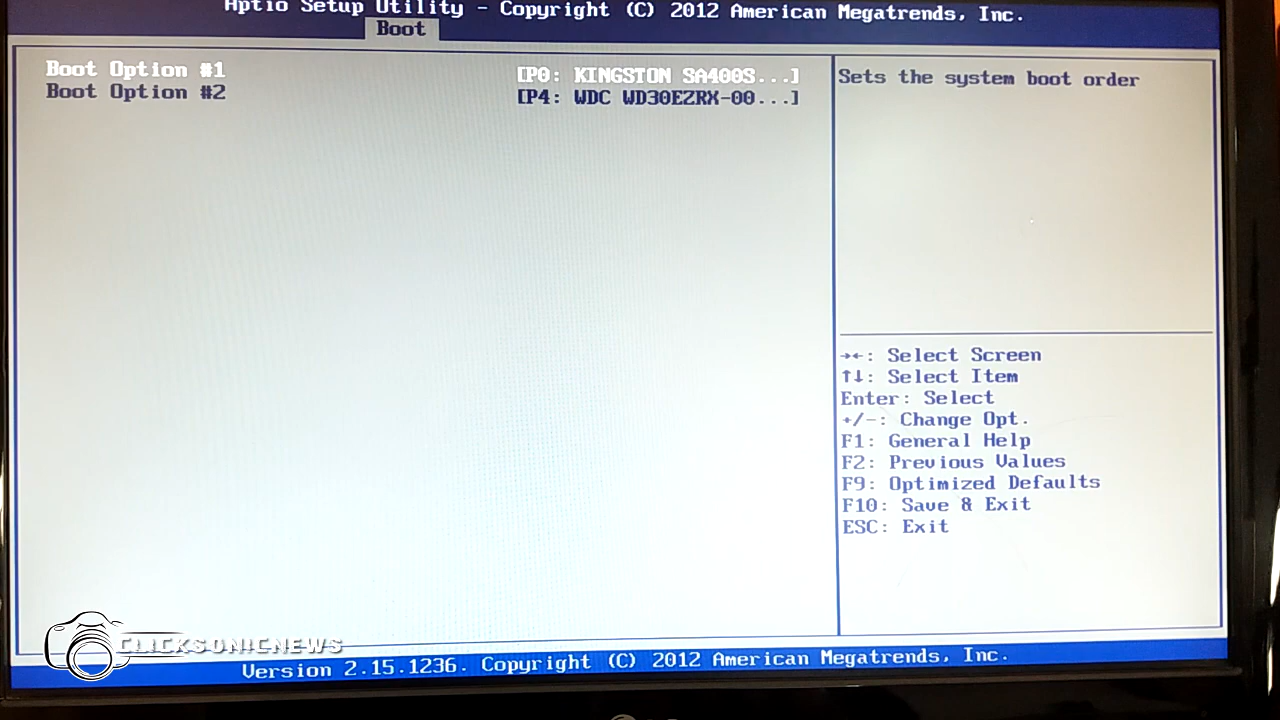 Aptio Setup Utility - Copyright (C) 2012 American Megatrends, Inc.
Boot
Boot Option #1 [P0: KINGSTON SA400S...]
Boot Option #2 [P4: WDC WD30EZRX-00...]
Sets the system boot order
→←: Select Screen
↑↓: Select Item
Enter: Select
+/-: Change Opt.
F1: General Help
F2: Previous Values
F9: Optimized Defaults
F10: Save & Exit
ESC: Exit
CLICKSONICNEWS
Version 2.15.1236. Copyright (C) 2012 American Megatrends, Inc.